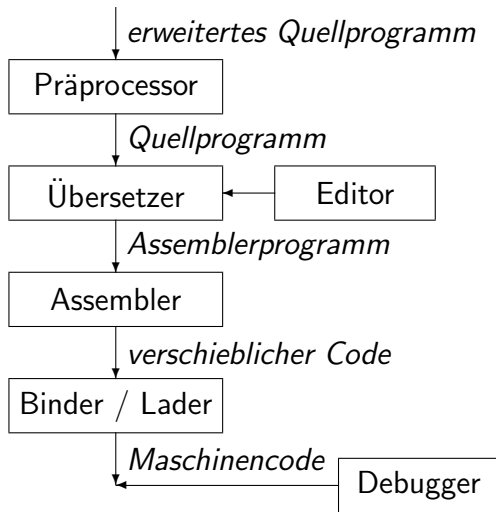 erweitertes Quellprogramm
Präprocessor
Quellprogramm
Übersetzer
Editor
Assemblerprogramm
Assembler
verschieblicher Code
Binder / Lader
Maschinencode
Debugger